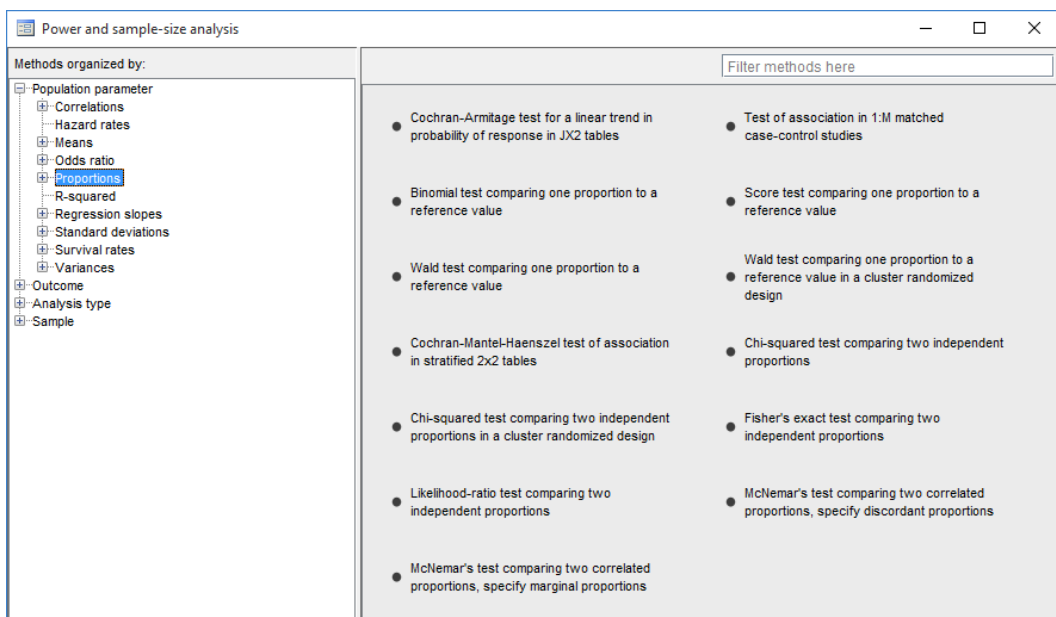 Power and sample-size analysis
Methods organized by:
Filter methods here
Population parameter
Correlations
Hazard rates
Means
Odds ratio
Proportions
R-squared
Regression slopes
Standard deviations
Survival rates
Variances
Outcome
Analysis type
Sample
Cochran-Armitage test for a linear trend in
probability of response in JX2 tables
Test of association in 1:M matched
case-control studies
Binomial test comparing one proportion to a
reference value
Score test comparing one proportion to a
reference value
Wald test comparing one proportion to a
reference value
Wald test comparing one proportion to a
reference value in a cluster randomized
design
Cochran-Mantel-Haenszel test of association
in stratified 2x2 tables
Chi-squared test comparing two independent
proportions
Chi-squared test comparing two independent
proportions in a cluster randomized design
Fisher's exact test comparing two
independent proportions
Likelihood-ratio test comparing two
independent proportions
McNemar's test comparing two correlated
proportions, specify discordant proportions
McNemar's test comparing two correlated
proportions, specify marginal proportions